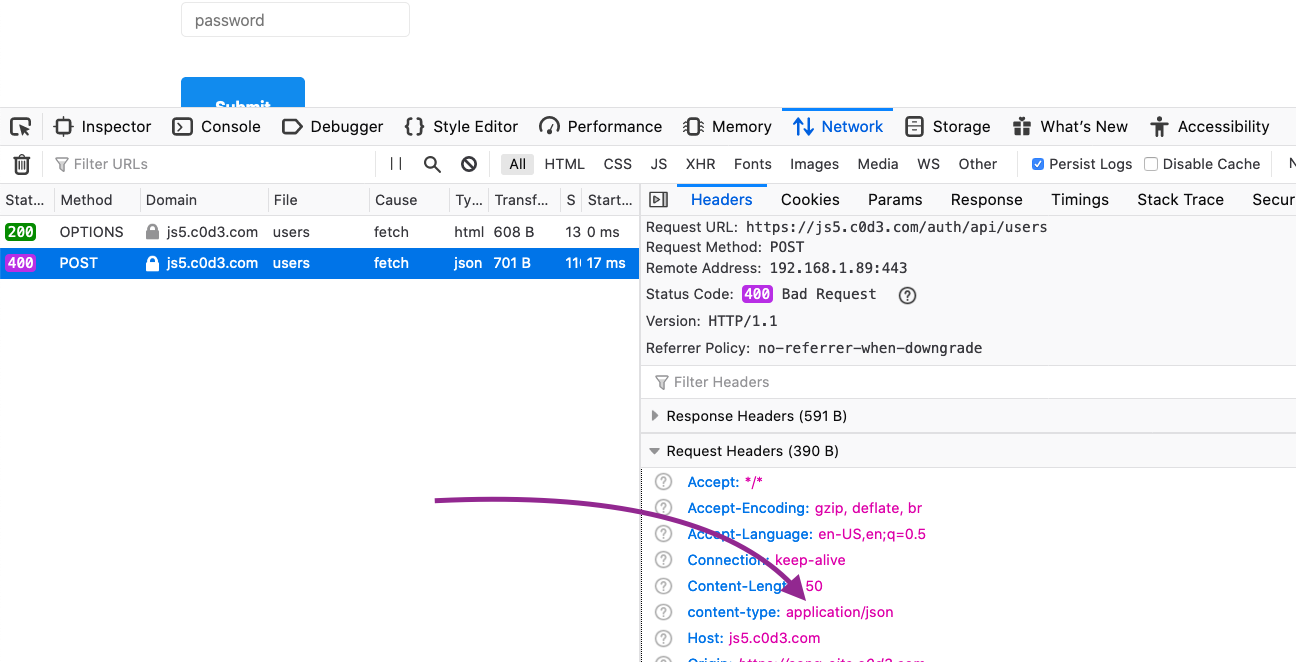 password
Submit
Inspector Console Debugger Style Editor Performance Memory Network Storage What's New Accessibility
Filter URLs All HTML CSS JS XHR Fonts Images Media WS Other Persist Logs Disable Cache
Stat... Method Domain File Cause Ty... Transf... S Start... Headers Cookies Params Response Timings Stack Trace Secur
200 OPTIONS js5.c0d3.com users fetch html 608 B 13 0 ms
400 POST js5.c0d3.com users fetch json 701 B 11 17 ms
Request URL: https://js5.c0d3.com/auth/api/users
Request Method: POST
Remote Address: 192.168.1.89:443
Status Code: 400 Bad Request
Version: HTTP/1.1
Referrer Policy: no-referrer-when-downgrade
Filter Headers
Response Headers (591 B)
Request Headers (390 B)
Accept: */*
Accept-Encoding: gzip, deflate, br
Accept-Language: en-US,en;q=0.5
Connection: keep-alive
Content-Length: 50
content-type: application/json
Host: js5.c0d3.com